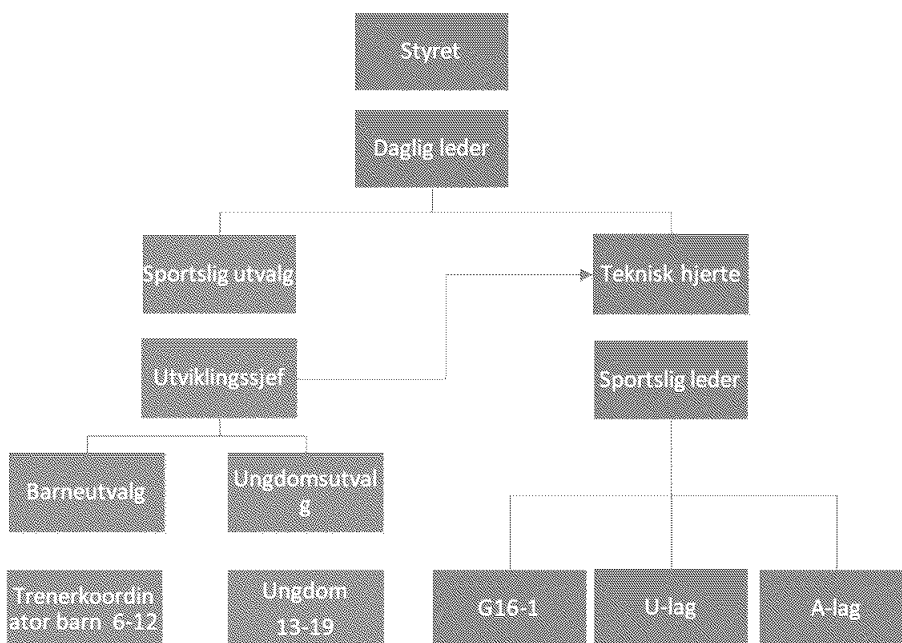 Styret
Daglig leder
Sportslig utvalg
Teknisk hjerte
Utviklingssjef
Sportslig leder
Barneutvalg
Ungdomsutval
g
Trenerkoordin
ator barn 6-12
Ungdom
13-19
G16-1
U-lag
A-lag